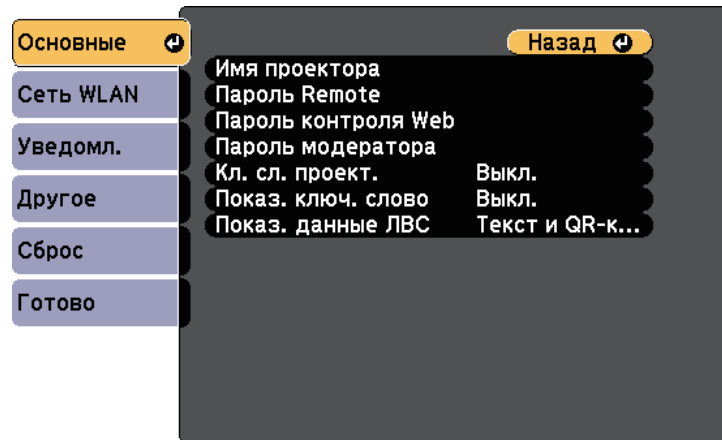 Основные
Назад
Имя проектора
Сеть WLAN
Пароль Remote
Пароль контроля Web
Уведомл.
Пароль модератора
Кл. сл. проект. Выкл.
Другое
Показ. ключ. слово Выкл.
Показ. данные ЛВС Текст и QR-к...
Сброс
Готово